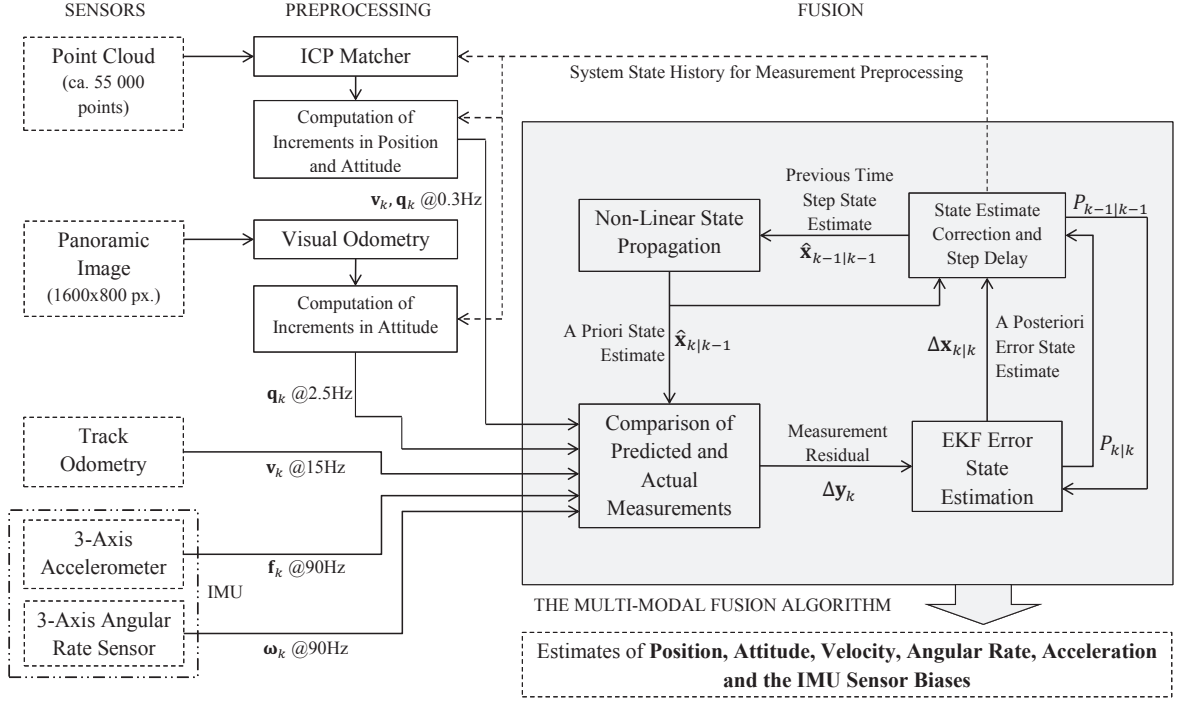 SENSORS
PREPROCESSING
FUSION
Point Cloud
(ca. 55 000
points)
ICP Matcher
System State History for Measurement Preprocessing
Computation of
Increments in Position
and Attitude
𝐯ₖ, 𝐪ₖ @0.3Hz
Panoramic
Image
(1600x800 px.)
Visual Odometry
Computation of
Increments in Attitude
𝐪ₖ @2.5Hz
Track
Odometry
𝐯ₖ @15Hz
3-Axis
Accelerometer
𝐟ₖ @90Hz
IMU
3-Axis Angular
Rate Sensor
𝛚ₖ @90Hz
Non-Linear State
Propagation
Previous Time
Step State
Estimate
x̂ₖ₋₁|ₖ₋₁
State Estimate
Correction and
Step Delay
Pₖ₋₁|ₖ₋₁
A Priori State
Estimate
x̂ₖ|ₖ₋₁
Δ𝐱ₖ|ₖ
A Posteriori
Error State
Estimate
Pₖ|ₖ
Comparison of
Predicted and
Actual
Measurements
Measurement
Residual
Δ𝐲ₖ
EKF Error
State
Estimation
THE MULTI-MODAL FUSION ALGORITHM
Estimates of Position, Attitude, Velocity, Angular Rate, Acceleration
and the IMU Sensor Biases